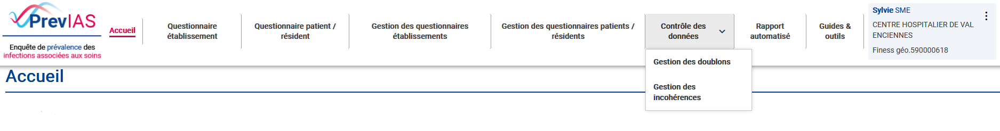 PrevIAS
Enquête de prévalence des
infections associées aux soins
Accueil
Questionnaire
établissement
Questionnaire patient /
résident
Gestion des questionnaires
établissements
Gestion des questionnaires patients /
résidents
Contrôle des
données
Gestion des doublons
Gestion des
incohérences
Rapport
automatisé
Guides &
outils
Sylvie SME
CENTRE HOSPITALIER DE VAL
ENCIENNES
Finess géo.590000618
Accueil